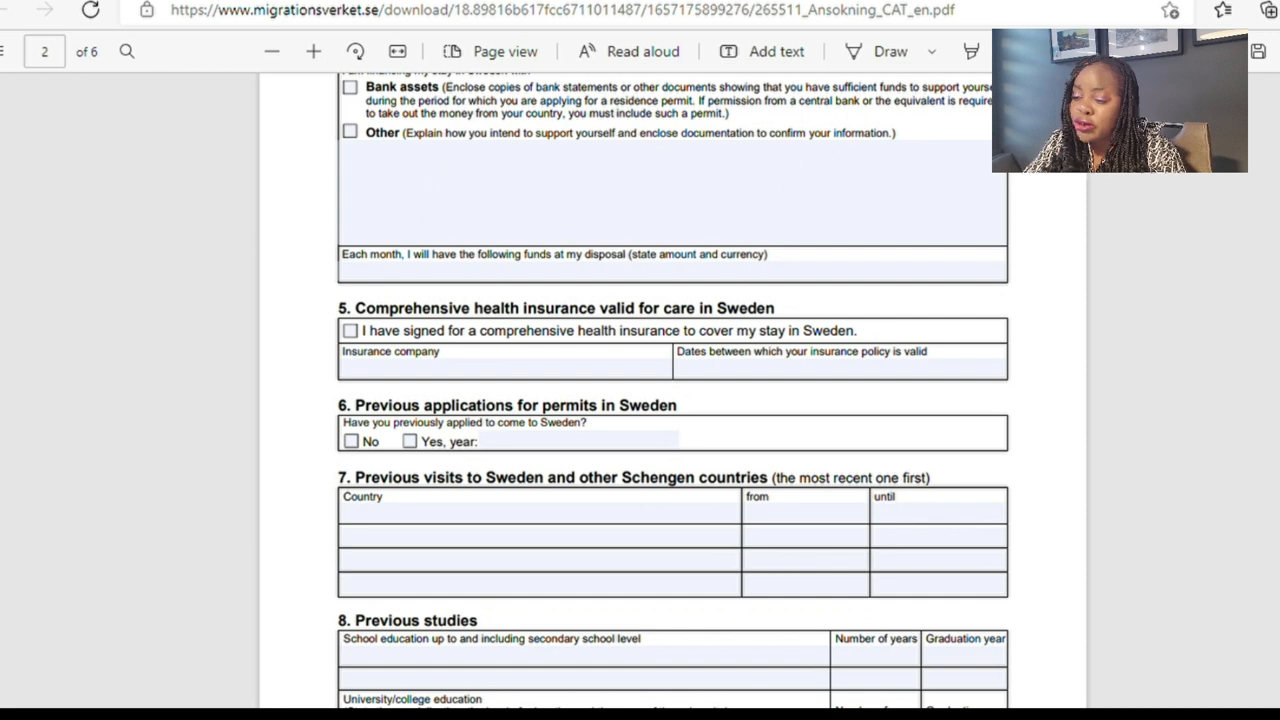 https://www.migrationsverket.se/download/18.89816b617fcc6711011487/1657175899276/265511_Ansokning_CAT_en.pdf
2 of 6 Page view Read aloud Add text Draw
Bank assets (Enclose copies of bank statements or other documents showing that you have sufficient funds to support yourse
during the period for which you are applying for a residence permit. If permission from a central bank or the equivalent is require
to take out the money from your country, you must include such a permit.)
Other (Explain how you intend to support yourself and enclose documentation to confirm your information.)
Each month, I will have the following funds at my disposal (state amount and currency)
5. Comprehensive health insurance valid for care in Sweden
I have signed for a comprehensive health insurance to cover my stay in Sweden.
Insurance company Dates between which your insurance policy is valid
6. Previous applications for permits in Sweden
Have you previously applied to come to Sweden?
No Yes, year:
7. Previous visits to Sweden and other Schengen countries (the most recent one first)
Country from until
8. Previous studies
School education up to and including secondary school level Number of years Graduation year
University/college education